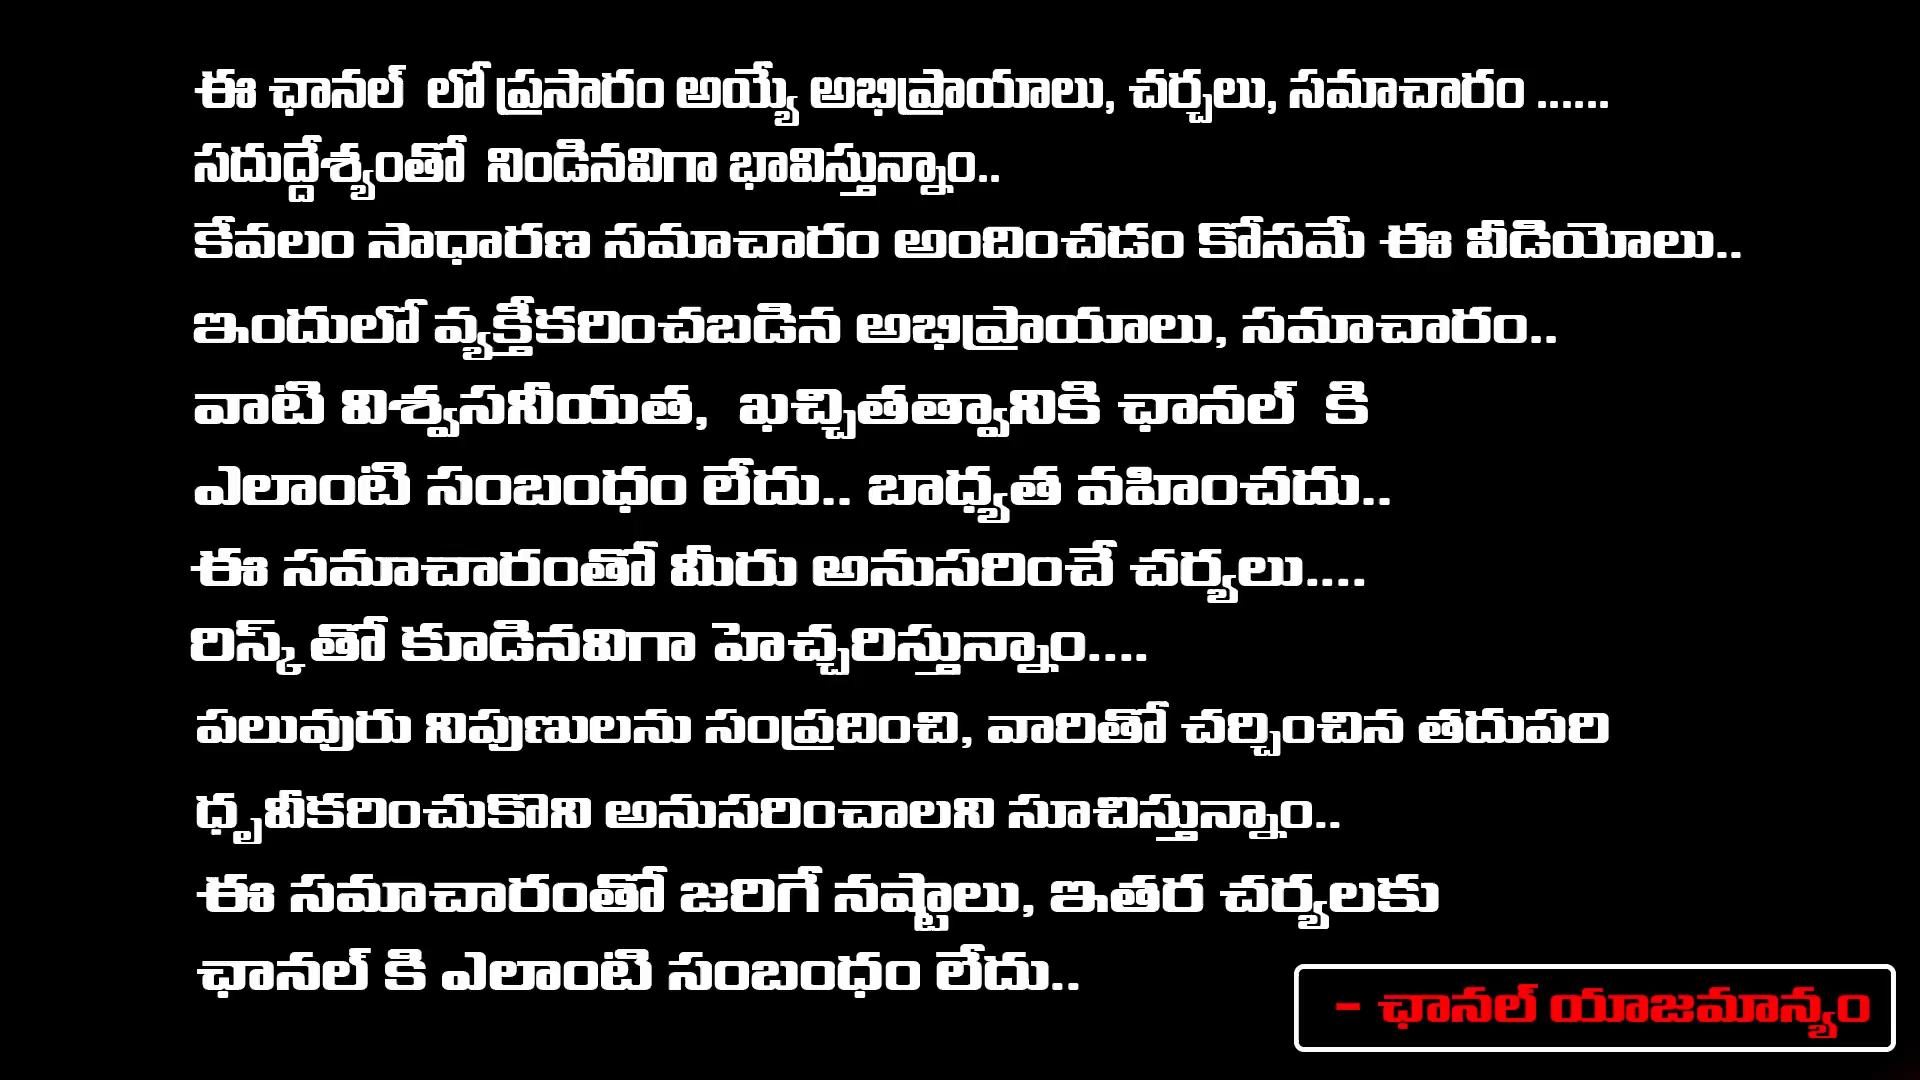 ఈ ఛానల్ లో ప్రసారం అయ్యే అభిప్రాయాలు, చర్చలు, సమాచారం ......
సదుద్దేశ్యంతో నిండినవిగా భావిస్తున్నాం..
కేవలం సాధారణ సమాచారం అందించడం కోసమే ఈ వీడియోలు..
ఇందులో వ్యక్తీకరించబడిన అభిప్రాయాలు, సమాచారం..
వాటి విశ్వసనీయత, ఖచ్చితత్వానికి ఛానల్ కి
ఎలాంటి సంబంధం లేదు.. బాధ్యత వహించదు..
ఈ సమాచారంతో మీరు అనుసరించే చర్యలు....
రిస్క్ తో కూడినవిగా హెచ్చరిస్తున్నాం....
పలువురు నిపుణులను సంప్రదించి, వారితో చర్చించిన తదుపరి
ధృవీకరించుకొని అనుసరించాలని సూచిస్తున్నాం..
ఈ సమాచారంతో జరిగే నష్టాలు, ఇతర చర్యలకు
ఛానల్ కి ఎలాంటి సంబంధం లేదు..
- ఛానల్ యాజమాన్యం